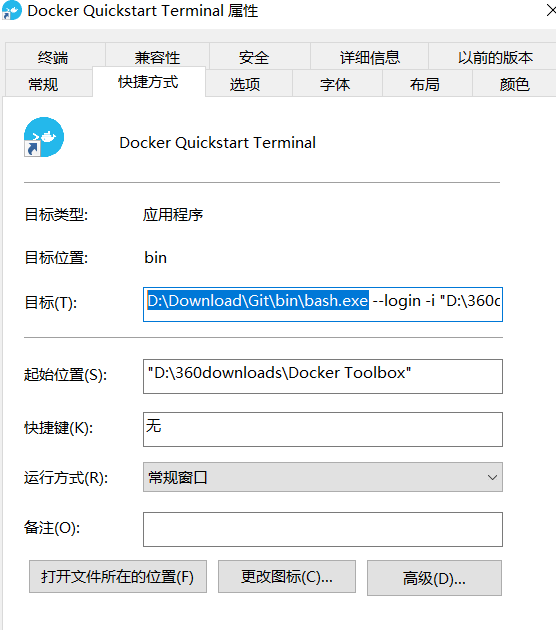 Docker Quickstart Terminal 属性
终端 兼容性 安全 详细信息 以前的版本
常规 快捷方式 选项 字体 布局 颜色
Docker Quickstart Terminal
目标类型: 应用程序
目标位置: bin
目标(T): D:\Download\Git\bin\bash.exe --login -i "D:\360d
起始位置(S): "D:\360downloads\Docker Toolbox"
快捷键(K): 无
运行方式(R): 常规窗口
备注(O):
打开文件所在的位置(F) 更改图标(C)... 高级(D)...